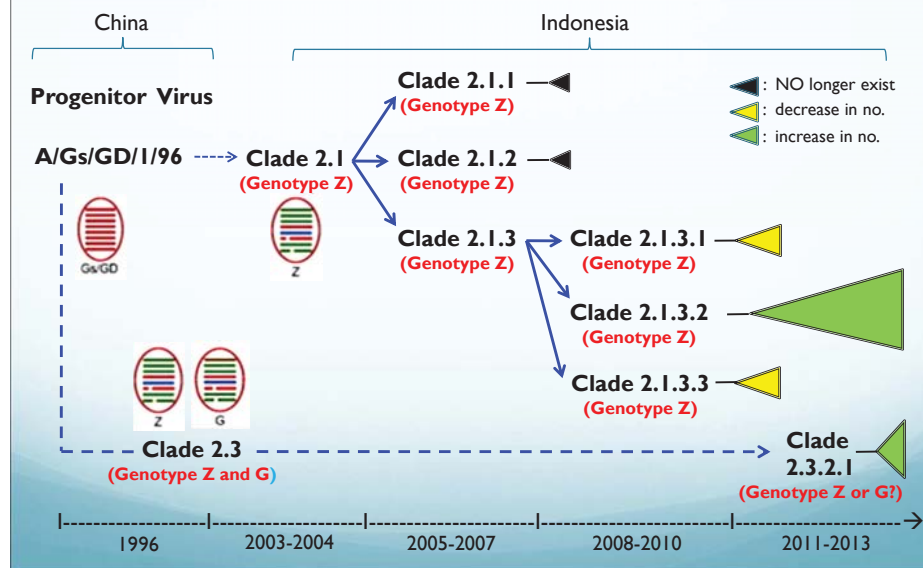 China
Indonesia
Progenitor Virus
A/Gs/GD/1/96
Gs/GD
Clade 2.1
(Genotype Z)
Z
Clade 2.1.1
(Genotype Z)
Clade 2.1.2
(Genotype Z)
Clade 2.1.3
(Genotype Z)
: NO longer exist
: decrease in no.
: increase in no.
Clade 2.1.3.1
(Genotype Z)
Clade 2.1.3.2
(Genotype Z)
Clade 2.1.3.3
(Genotype Z)
Z
G
Clade 2.3
(Genotype Z and G)
Clade
2.3.2.1
(Genotype Z or G?)
1996
2003-2004
2005-2007
2008-2010
2011-2013